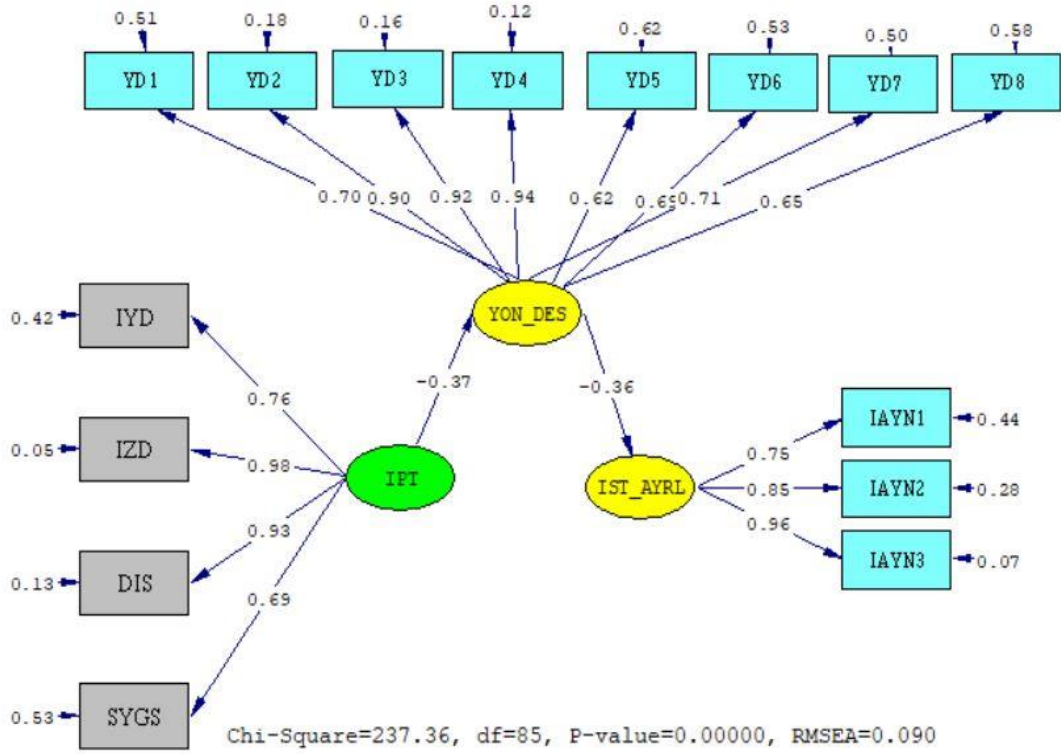 0.51 0.18 0.16 0.12 0.62 0.53 0.50 0.58
YD1 YD2 YD3 YD4 YD5 YD6 YD7 YD8
0.70 0.90 0.92 0.94 0.62 0.69 0.71 0.65
0.42 IYD
YON_DES
0.76
-0.37
-0.36
0.05 IZD
0.98
IPT
IST_AYRL
0.75
IAYN1 0.44
0.85
IAYN2 0.28
0.96
IAYN3 0.07
0.93
0.13 DIS
0.69
0.53 SYGS
Chi-Square=237.36, df=85, P-value=0.00000, RMSEA=0.090